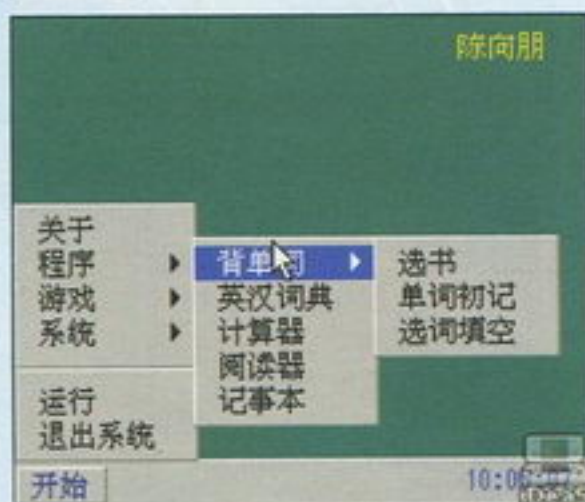 陈向朋
关于
程序
游戏
系统
运行
退出系统
背单词
英汉词典
计算器
阅读器
记事本
选书
单词初记
选词填空
开始